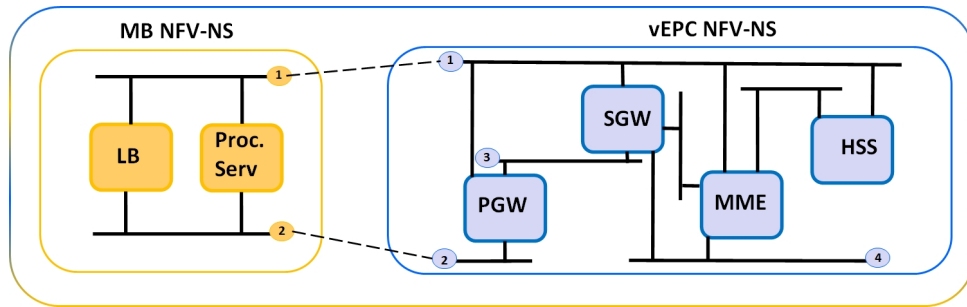 MB NFV-NS
vEPC NFV-NS
1
1
SGW
LB
Proc.
Serv
HSS
3
PGW
MME
2
2
4